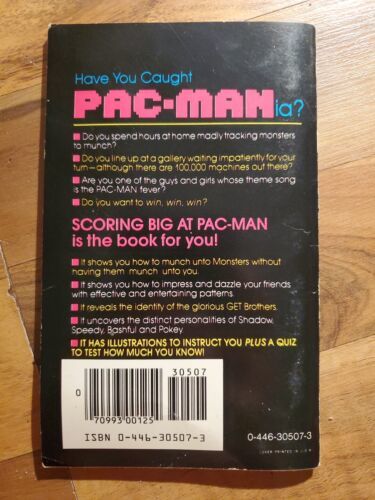 Have You Caught
PAC-MANia?
■ Do you spend hours at home madly tracking monsters
to munch?
■ Do you line up at a gallery waiting impatiently for your
turn—although there are 100,000 machines out there?
■ Are you one of the guys and girls whose theme song
is the PAC-MAN fever?
■ Do you want to win, win, win?
SCORING BIG AT PAC-MAN
is the book for you!
■ It shows you how to munch unto Monsters without
having them munch unto you.
■ It shows you how to impress and dazzle your friends
with effective and entertaining patterns.
■ It reveals the identity of the glorious GET Brothers.
■ It uncovers the distinct personalities of Shadow,
Speedy, Bashful and Pokey
■ IT HAS ILLUSTRATIONS TO INSTRUCT YOU PLUS A QUIZ
TO TEST HOW MUCH YOU KNOW!
30507
0
70993 00125
ISBN 0-446-30507-3
0-446-30507-3
COVER PRINTED IN U.S.A.